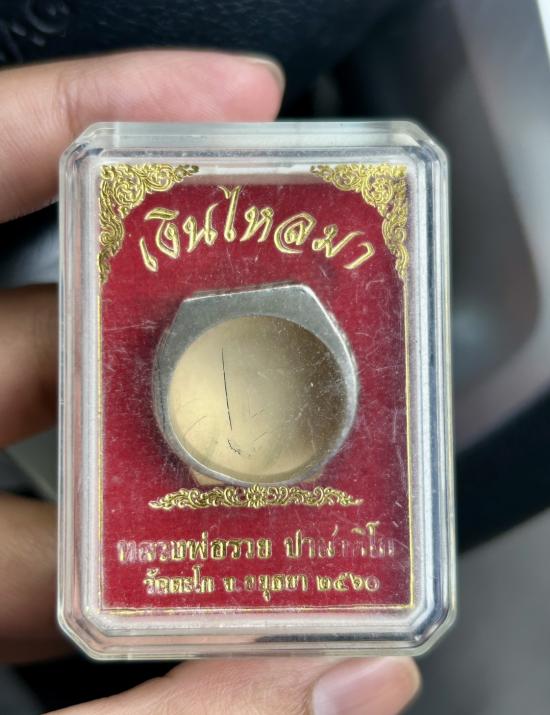 เงินไหลมา
หลวงพ่อรวย ปาสาทิโก
วัดตะโก จ.อยุธยา ๒๕๖๐